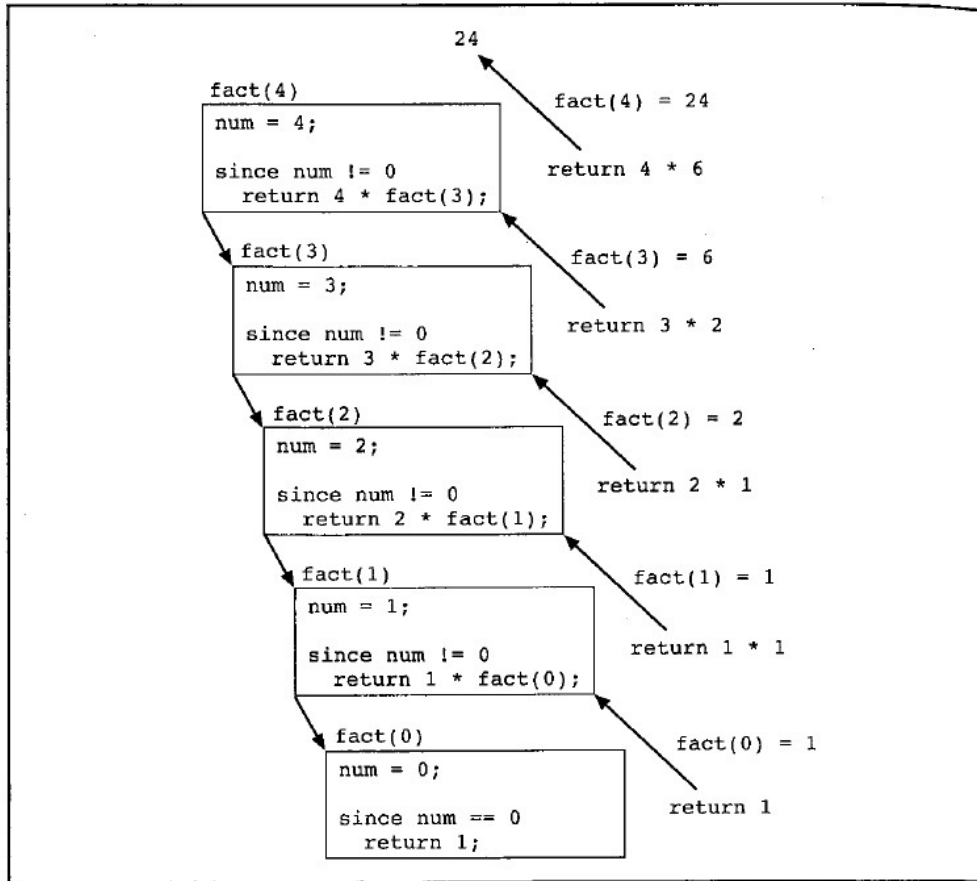 24
fact(4)
fact(4) = 24
num = 4;
return 4 * 6
since num != 0
return 4 * fact(3);
fact(3)
fact(3) = 6
num = 3;
return 3 * 2
since num != 0
return 3 * fact(2);
fact(2)
fact(2) = 2
num = 2;
return 2 * 1
since num != 0
return 2 * fact(1);
fact(1)
fact(1) = 1
num = 1;
return 1 * 1
since num != 0
return 1 * fact(0);
fact(0)
fact(0) = 1
num = 0;
return 1
since num == 0
return 1;